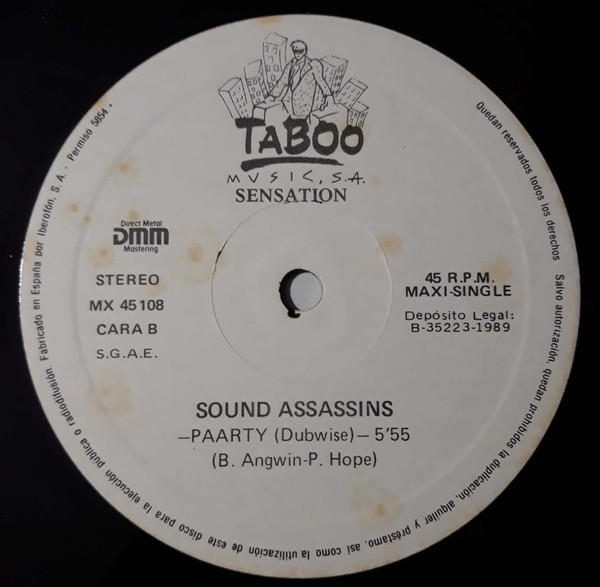 TABOO
MUSIC, S.A.
SENSATION
Direct Metal
DMM
Mastering
STEREO
MX 45108
CARA B
S.G.A.E.
45 R.P.M.
MAXI-SINGLE
Depósito Legal:
B-35223-1989
SOUND ASSASSINS
—PAARTY (Dubwise)— 5'55
(B. Angwin-P. Hope)
Quedan reservados todos los derechos Salvo autorización, quedan prohibidos la duplicación, alquiler y préstamo, asi como la utilización de este disco para la ejecución pública o radiodifusión. Fabricado en España por Iberofón, S.A. - Permiso 5854 -